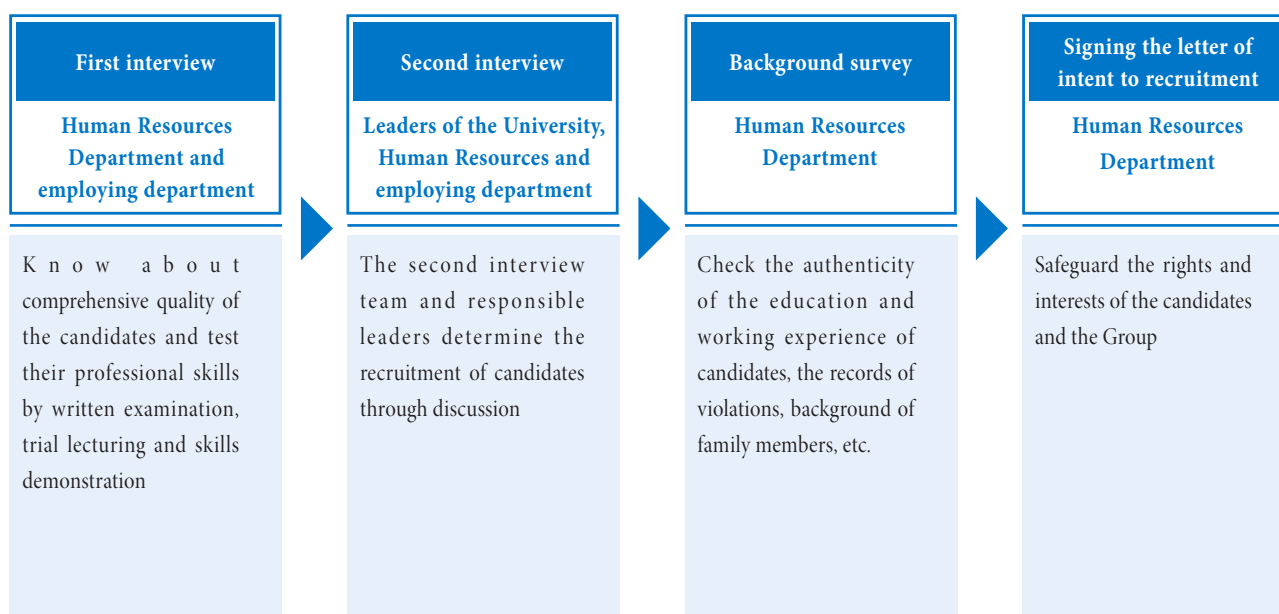 First interview
Human Resources
Department and
employing department
Know about
comprehensive quality of
the candidates and test
their professional skills
by written examination,
trial lecturing and skills
demonstration
Second interview
Leaders of the University,
Human Resources and
employing department
The second interview
team and responsible
leaders determine the
recruitment of candidates
through discussion
Background survey
Human Resources
Department
Check the authenticity
of the education and
working experience of
candidates, the records of
violations, background of
family members, etc.
Signing the letter of
intent to recruitment
Human Resources
Department
Safeguard the rights and
interests of the candidates
and the Group